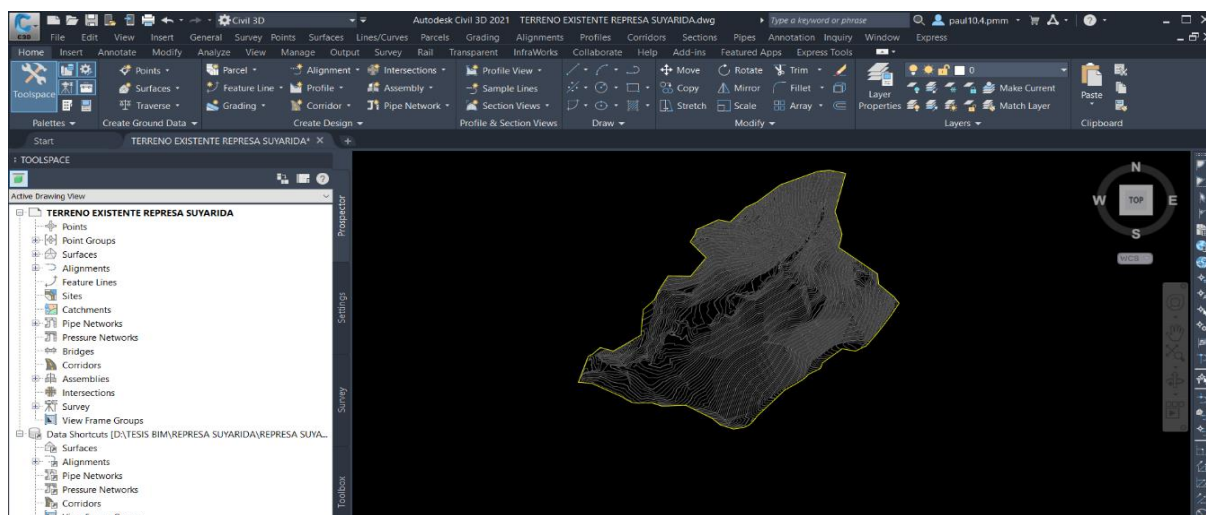 C3D Civil 3D Autodesk Civil 3D 2021 TERRENO EXISTENTE REPRESA SUYARIDA.dwg Type a keyword or phrase paul10.4.pmm
File Edit View Insert General Survey Points Surfaces Lines/Curves Parcels Grading Alignments Profiles Corridors Sections Pipes Annotation Inquiry Window Express
Home Insert Annotate Modify Analyze View Manage Output Survey Rail Transparent InfraWorks Collaborate Help Add-ins Featured Apps Express Tools
Points Parcel Alignment Intersections Profile View Move Rotate Trim 0
Toolspace Surfaces Feature Line Profile Assembly Sample Lines Copy Mirror Fillet Layer Properties Make Current Paste
Traverse Grading Corridor Pipe Network Section Views Stretch Scale Array Match Layer
Palettes Create Ground Data Create Design Profile & Section Views Draw Modify Layers Clipboard
Start TERRENO EXISTENTE REPRESA SUYARIDA* +
TOOLSPACE
Active Drawing View
TERRENO EXISTENTE REPRESA SUYARIDA
Points
Point Groups
Surfaces
Alignments
Feature Lines
Sites
Catchments
Pipe Networks
Pressure Networks
Bridges
Corridors
Assemblies
Intersections
Survey
View Frame Groups
Data Shortcuts [D:\TESIS BIM\REPRESA SUYARIDA\REPRESA SUYA...
Surfaces
Alignments
Pipe Networks
Pressure Networks
Corridors
Prospector
Settings
Survey
Toolbox
N
W TOP E
S
WCS